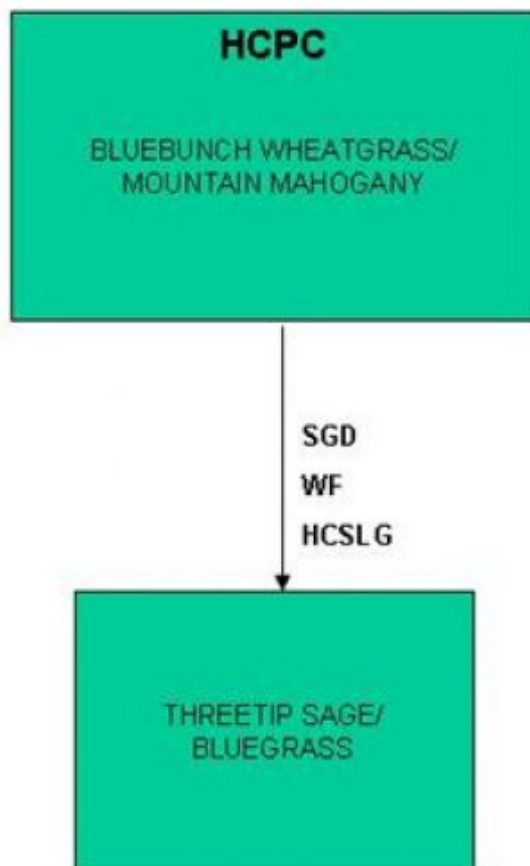 HCPC
BLUEBUNCH WHEATGRASS/
MOUNTAIN MAHOGANY
SGD
WF
HCSLG
THREETIP SAGE/
BLUEGRASS